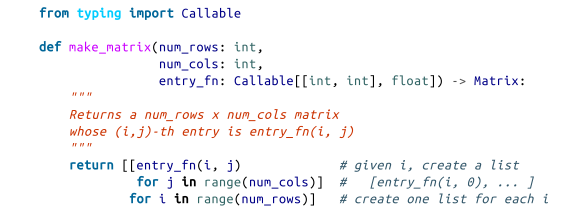 from typing import Callable
def make_matrix(num_rows: int,
                num_cols: int,
                entry_fn: Callable[[int, int], float]) -> Matrix:
    """
    Returns a num_rows x num_cols matrix
    whose (i,j)-th entry is entry_fn(i, j)
    """
    return [[entry_fn(i, j)             # given i, create a list
             for j in range(num_cols)]  #   [entry_fn(i, 0), ... ]
            for i in range(num_rows)]   # create one list for each i